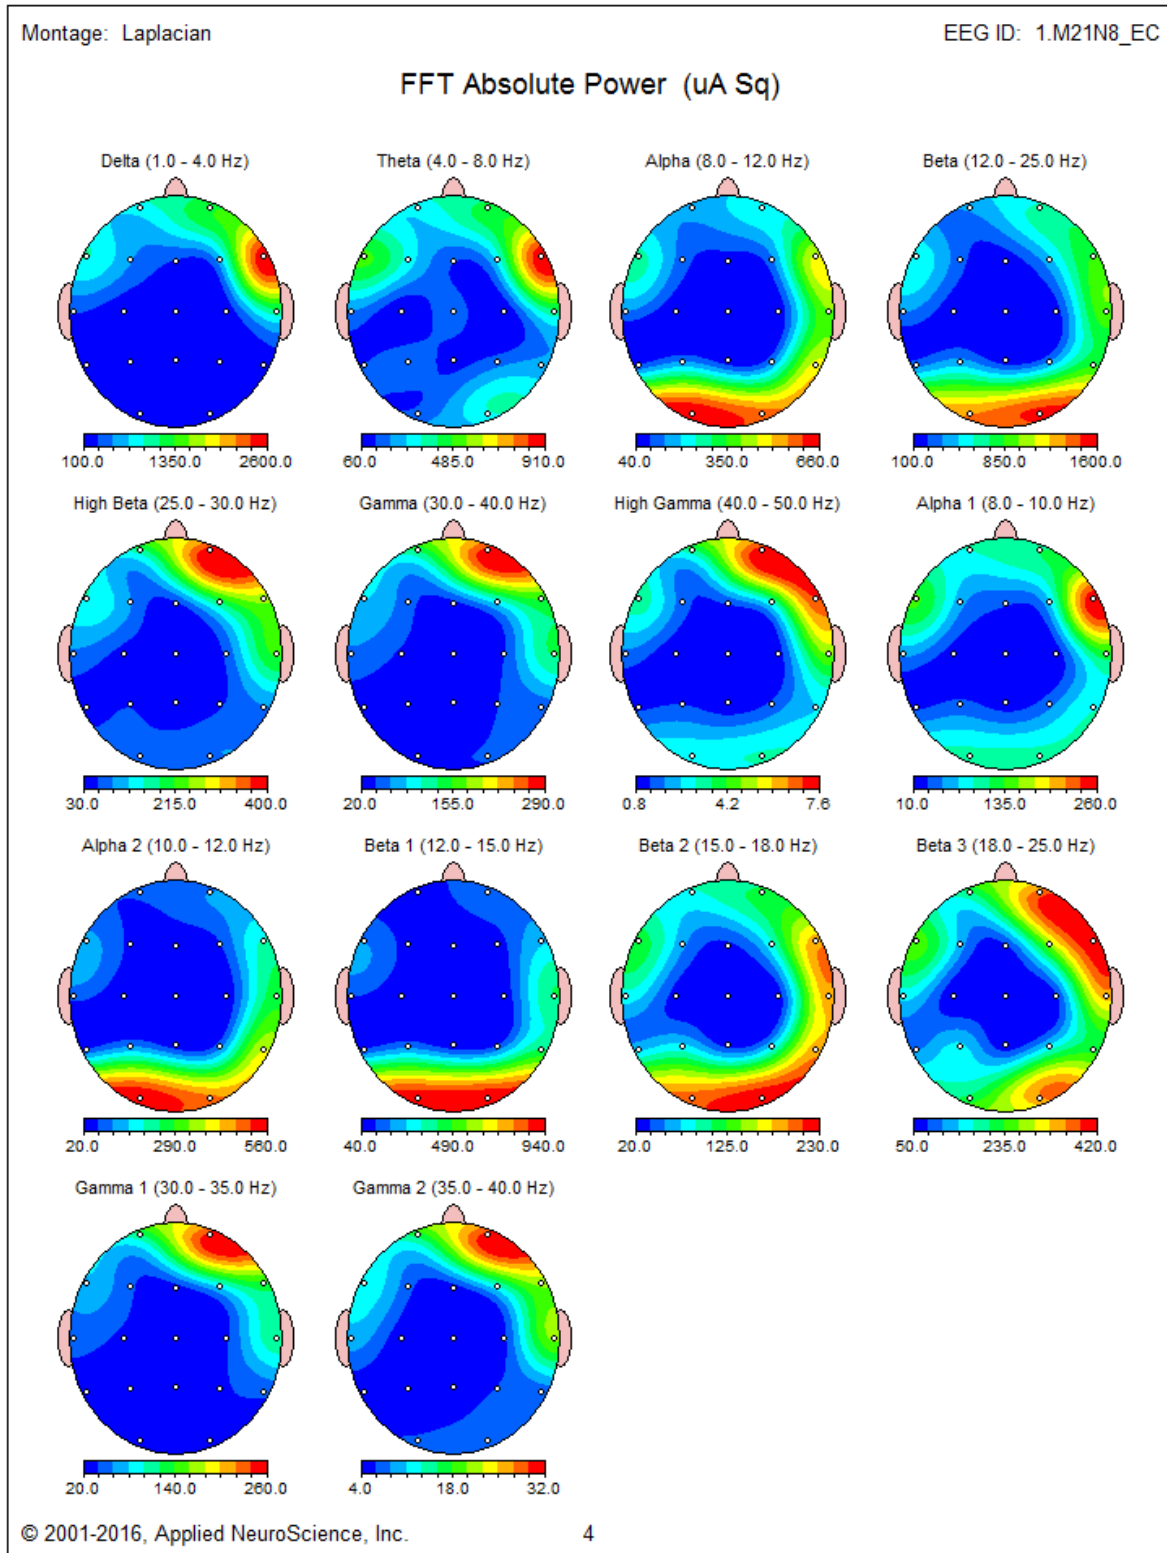 Montage: Laplacian EEG ID: 1.M21N8_EC
FFT Absolute Power (uA Sq)
Delta (1.0 - 4.0 Hz) Theta (4.0 - 8.0 Hz) Alpha (8.0 - 12.0 Hz) Beta (12.0 - 25.0 Hz)
100.0 1350.0 2600.0 60.0 485.0 910.0 40.0 350.0 660.0 100.0 850.0 1600.0
High Beta (25.0 - 30.0 Hz) Gamma (30.0 - 40.0 Hz) High Gamma (40.0 - 50.0 Hz) Alpha 1 (8.0 - 10.0 Hz)
30.0 215.0 400.0 20.0 155.0 290.0 0.8 4.2 7.6 10.0 135.0 260.0
Alpha 2 (10.0 - 12.0 Hz) Beta 1 (12.0 - 15.0 Hz) Beta 2 (15.0 - 18.0 Hz) Beta 3 (18.0 - 25.0 Hz)
20.0 290.0 560.0 40.0 490.0 940.0 20.0 125.0 230.0 50.0 235.0 420.0
Gamma 1 (30.0 - 35.0 Hz) Gamma 2 (35.0 - 40.0 Hz)
20.0 140.0 260.0 4.0 18.0 32.0
© 2001-2016, Applied NeuroScience, Inc. 4